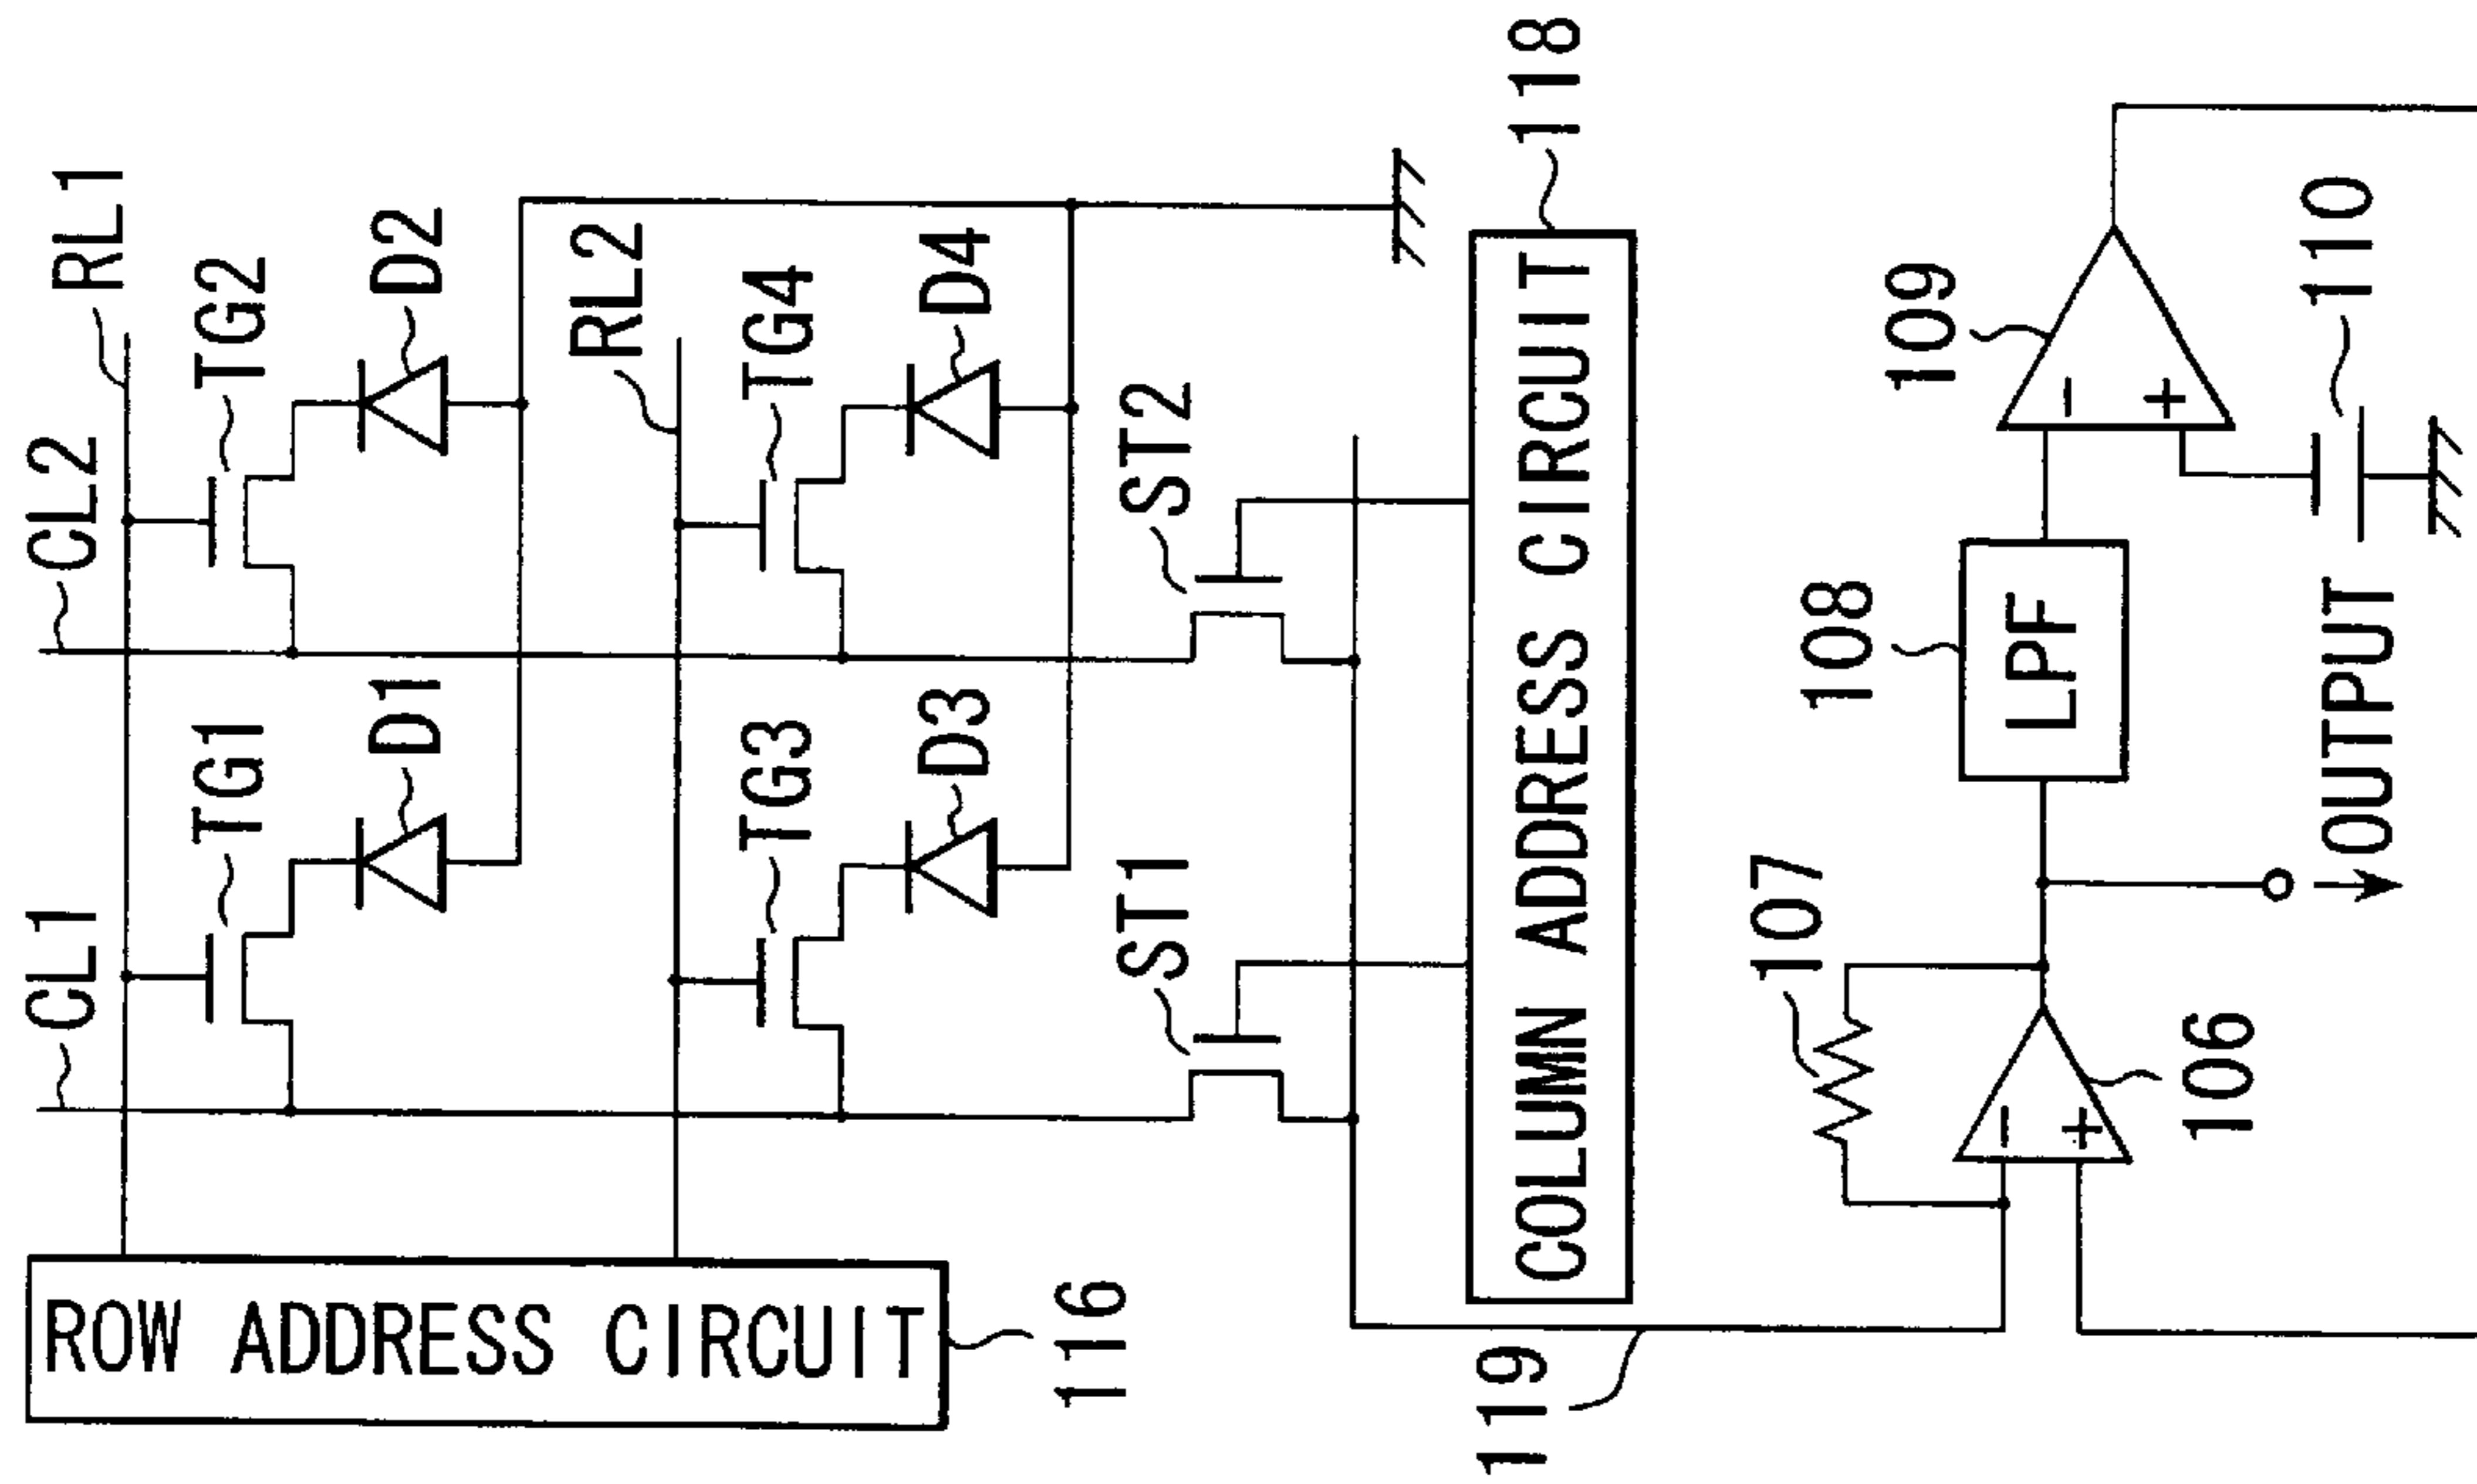 RL1
CL2
TG2
D2
CL1
TG1
D1
RL2
TG4
D4
TG3
D3
ST2
ST1
ROW ADDRESS CIRCUIT
116
118
COLUMN ADDRESS CIRCUIT
119
107
108
109
LPF
−
+
−
+
106
110
OUTPUT